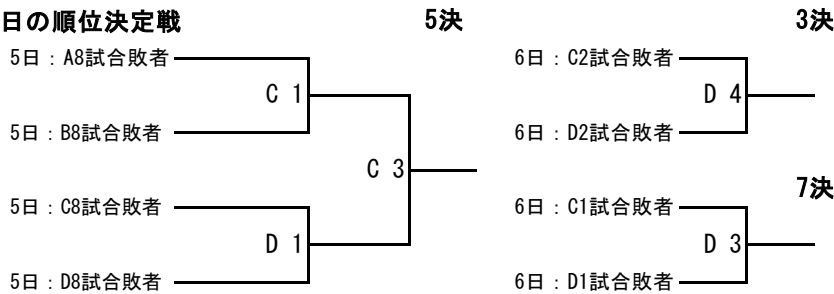 日の順位決定戦
5決
5日：A8試合敗者
C 1
5日：B8試合敗者
C 3
5日：C8試合敗者
D 1
5日：D8試合敗者
3決
6日：C2試合敗者
D 4
6日：D2試合敗者
7決
6日：C1試合敗者
D 3
6日：D1試合敗者